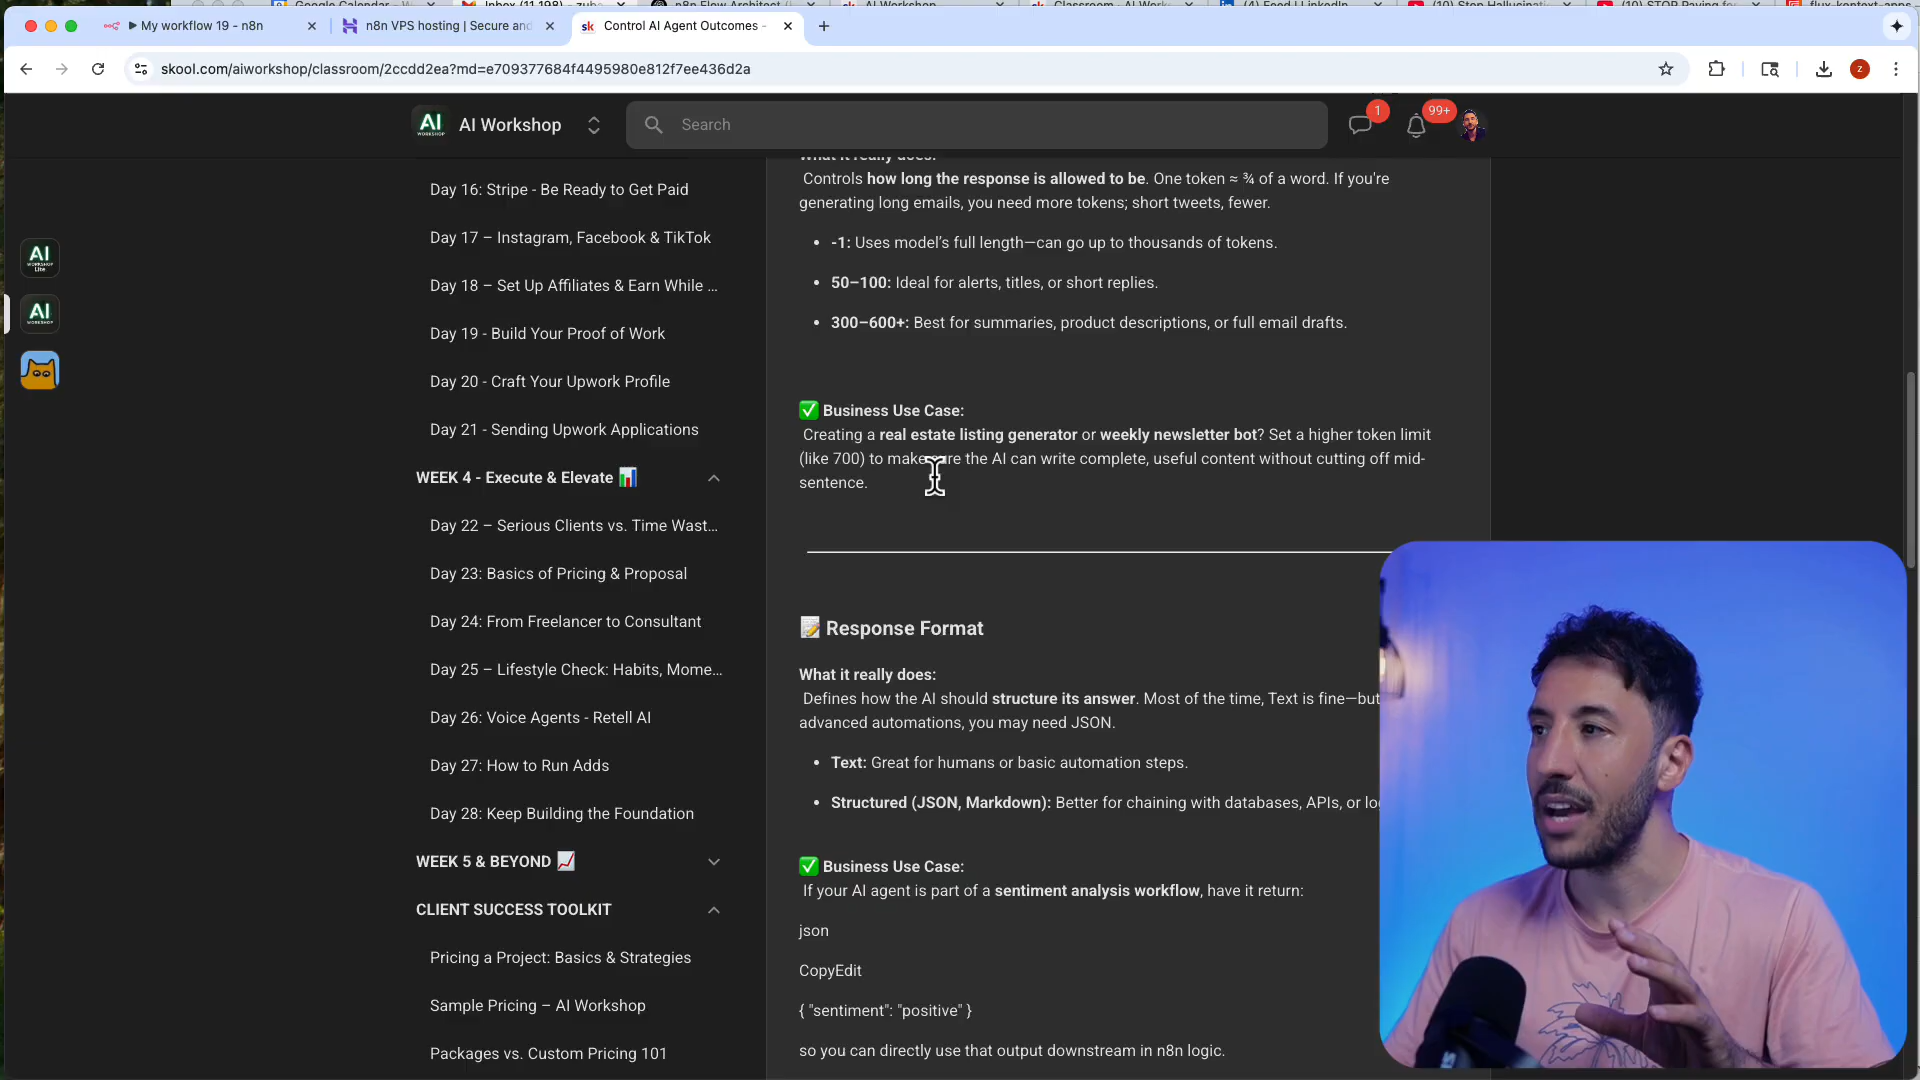 My workflow 19 - n8n
n8n VPS hosting | Secure and
Control AI Agent Outcomes -
skool.com/aiworkshop/classroom/2ccdd2ea?md=e709377684f4495980e812f7ee436d2a
AI Workshop
Search
1
99+
Day 16: Stripe - Be Ready to Get Paid
Day 17 – Instagram, Facebook & TikTok
Day 18 – Set Up Affiliates & Earn While ...
Day 19 - Build Your Proof of Work
Day 20 - Craft Your Upwork Profile
Day 21 - Sending Upwork Applications
WEEK 4 - Execute & Elevate 📊
Day 22 – Serious Clients vs. Time Wast...
Day 23: Basics of Pricing & Proposal
Day 24: From Freelancer to Consultant
Day 25 – Lifestyle Check: Habits, Mome...
Day 26: Voice Agents - Retell AI
Day 27: How to Run Adds
Day 28: Keep Building the Foundation
WEEK 5 & BEYOND 📈
CLIENT SUCCESS TOOLKIT
Pricing a Project: Basics & Strategies
Sample Pricing – AI Workshop
Packages vs. Custom Pricing 101
What it really does:
Controls how long the response is allowed to be. One token ≈ ¾ of a word. If you're
generating long emails, you need more tokens; short tweets, fewer.
• -1: Uses model’s full length—can go up to thousands of tokens.
• 50–100: Ideal for alerts, titles, or short replies.
• 300–600+: Best for summaries, product descriptions, or full email drafts.
✅ Business Use Case:
Creating a real estate listing generator or weekly newsletter bot? Set a higher token limit
(like 700) to make sure the AI can write complete, useful content without cutting off mid-
sentence.
📝 Response Format
What it really does:
Defines how the AI should structure its answer. Most of the time, Text is fine—but
advanced automations, you may need JSON.
• Text: Great for humans or basic automation steps.
• Structured (JSON, Markdown): Better for chaining with databases, APIs, or
✅ Business Use Case:
If your AI agent is part of a sentiment analysis workflow, have it return:
json
CopyEdit
{ "sentiment": "positive" }
so you can directly use that output downstream in n8n logic.